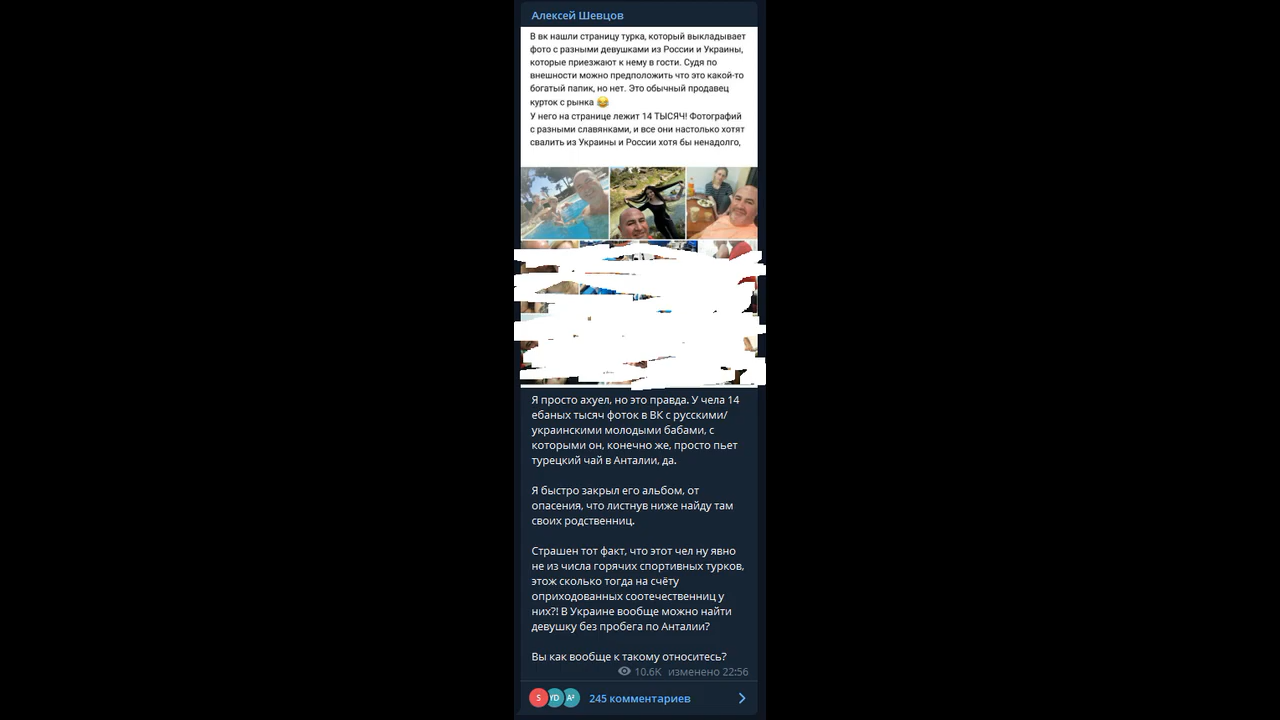 Алексей Шевцов
В вк нашли страницу турка, который выкладывает
фото с разными девушками из России и Украины,
которые приезжают к нему в гости. Судя по
внешности можно предположить что это какой-то
богатый папик, но нет. Это обычный продавец
курток с рынка 😂
У него на странице лежит 14 ТЫСЯЧ! Фотографий
с разными славянками, и все они настолько хотят
свалить из Украины и России хотя бы ненадолго,
Я просто ахуел, но это правда. У чела 14
ебаных тысяч фоток в ВК с русскими/
украинскими молодыми бабами, с
которыми он, конечно же, просто пьет
турецкий чай в Анталии, да.
Я быстро закрыл его альбом, от
опасения, что листнув ниже найду там
своих родственниц.
Страшен тот факт, что этот чел ну явно
не из числа горячих спортивных турков,
этож сколько тогда на счёту
оприходованных соотечественниц у
них?! В Украине вообще можно найти
девушку без пробега по Анталии?
Вы как вообще к такому относитесь?
10.6K изменено 22:56
S YD A² 245 комментариев